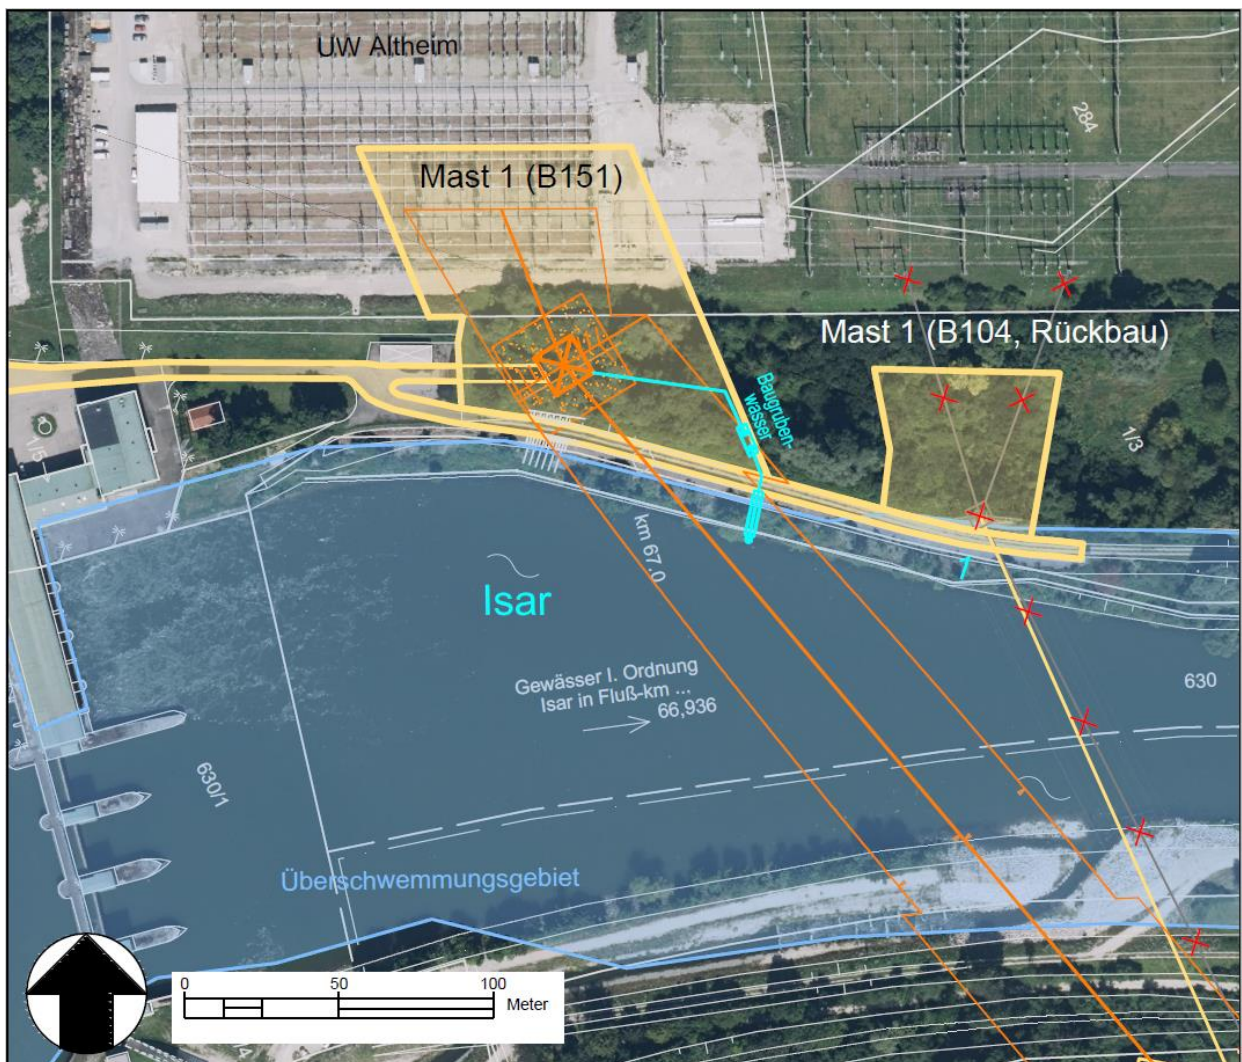 UW Altheim
284
Mast 1 (B151)
Mast 1 (B104, Rückbau)
Baugruben-
wasser
1/5
1/3
km 67.0
Isar
1
Gewässer I. Ordnung
Isar in Fluß-km ...
66,936
630
630/1
Überschwemmungsgebiet
0
50
100
Meter